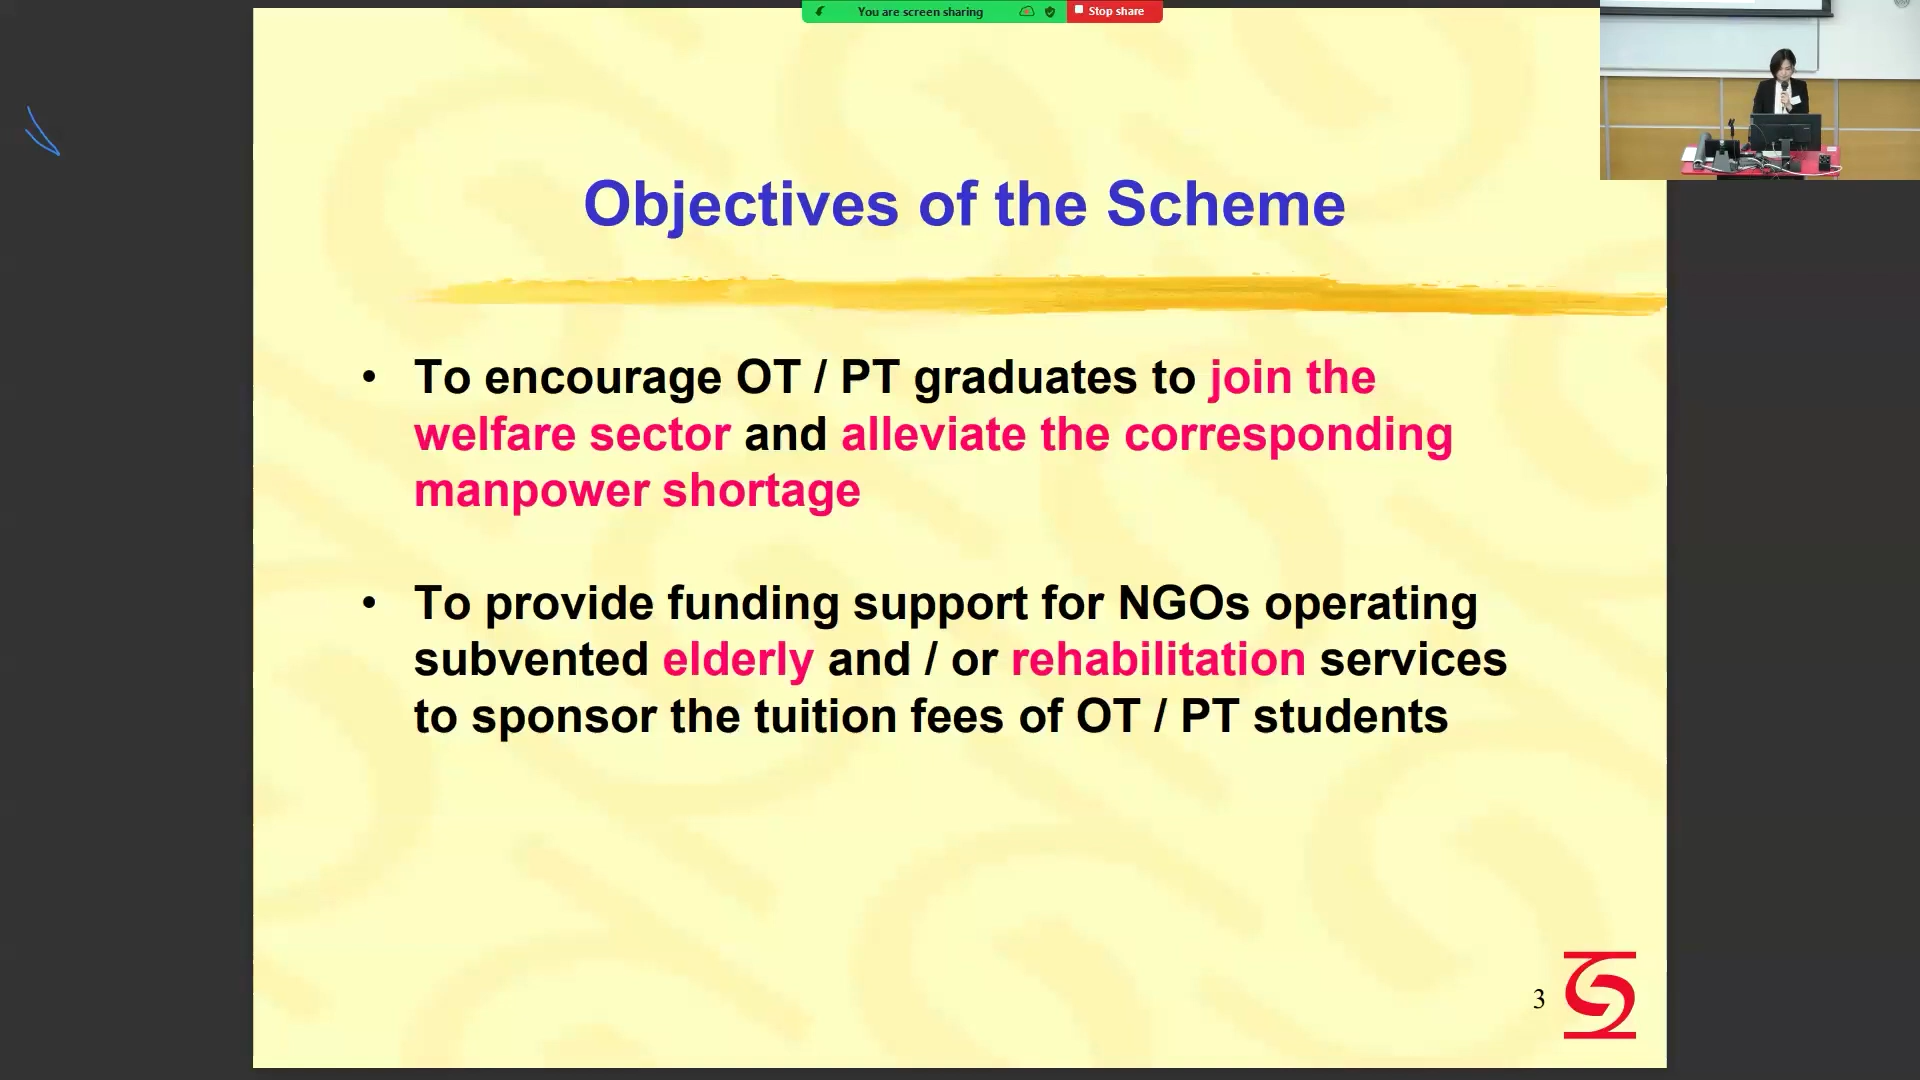 You are screen sharing
Stop share
Objectives of the Scheme
• To encourage OT / PT graduates to join the
welfare sector and alleviate the corresponding
manpower shortage
• To provide funding support for NGOs operating
subvented elderly and / or rehabilitation services
to sponsor the tuition fees of OT / PT students
3